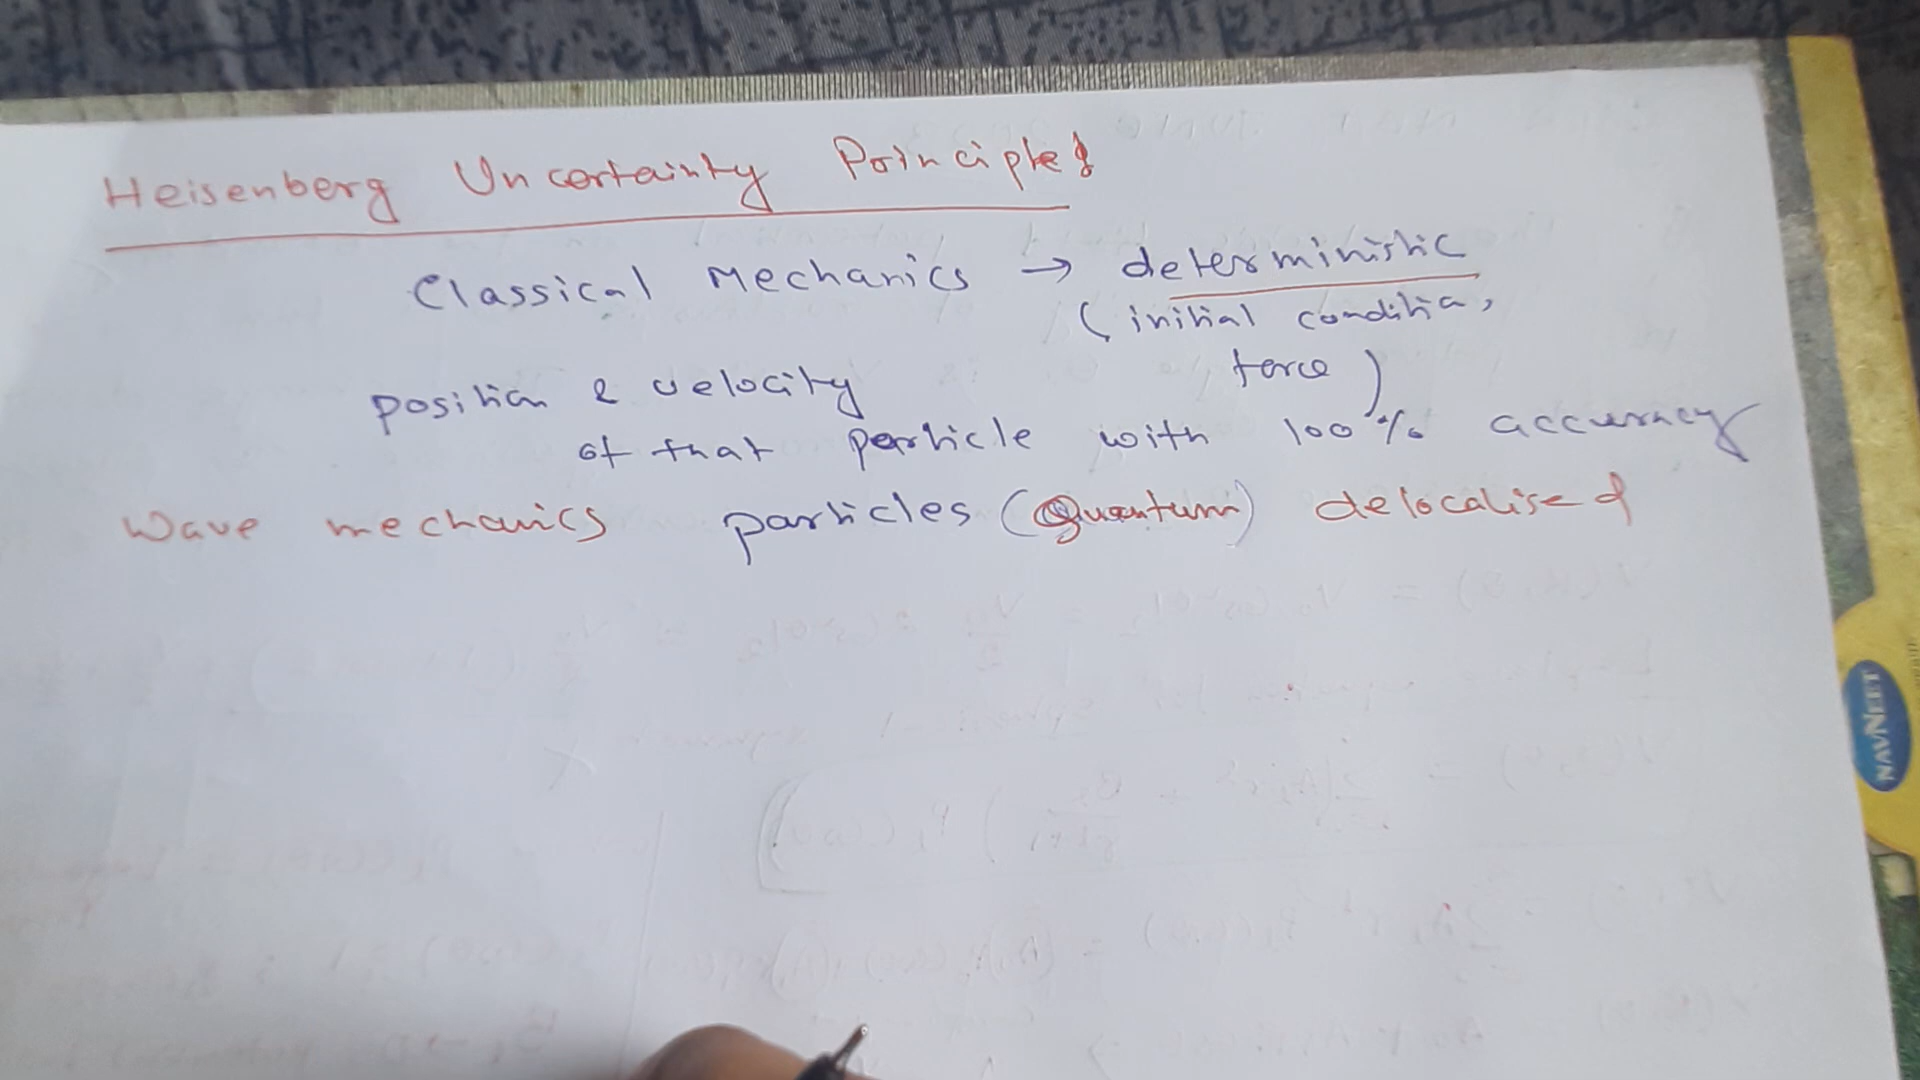 Heisenberg Uncertainty Principle:
Classical Mechanics → deterministic
(initial condition,
force)
position & velocity
of that particle with 100% accuracy
Wave mechanics particles (Quantum) delocalised
NAVNEET